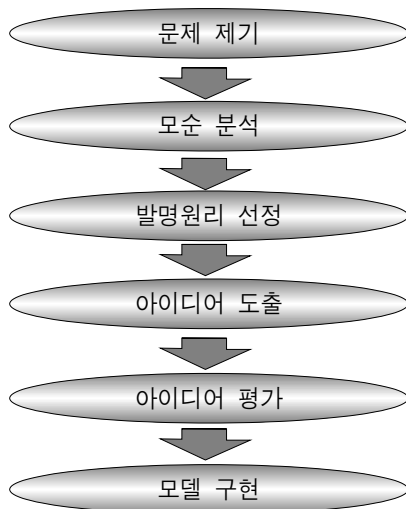 문제 제기
모순 분석
발명원리 선정
아이디어 도출
아이디어 평가
모델 구현